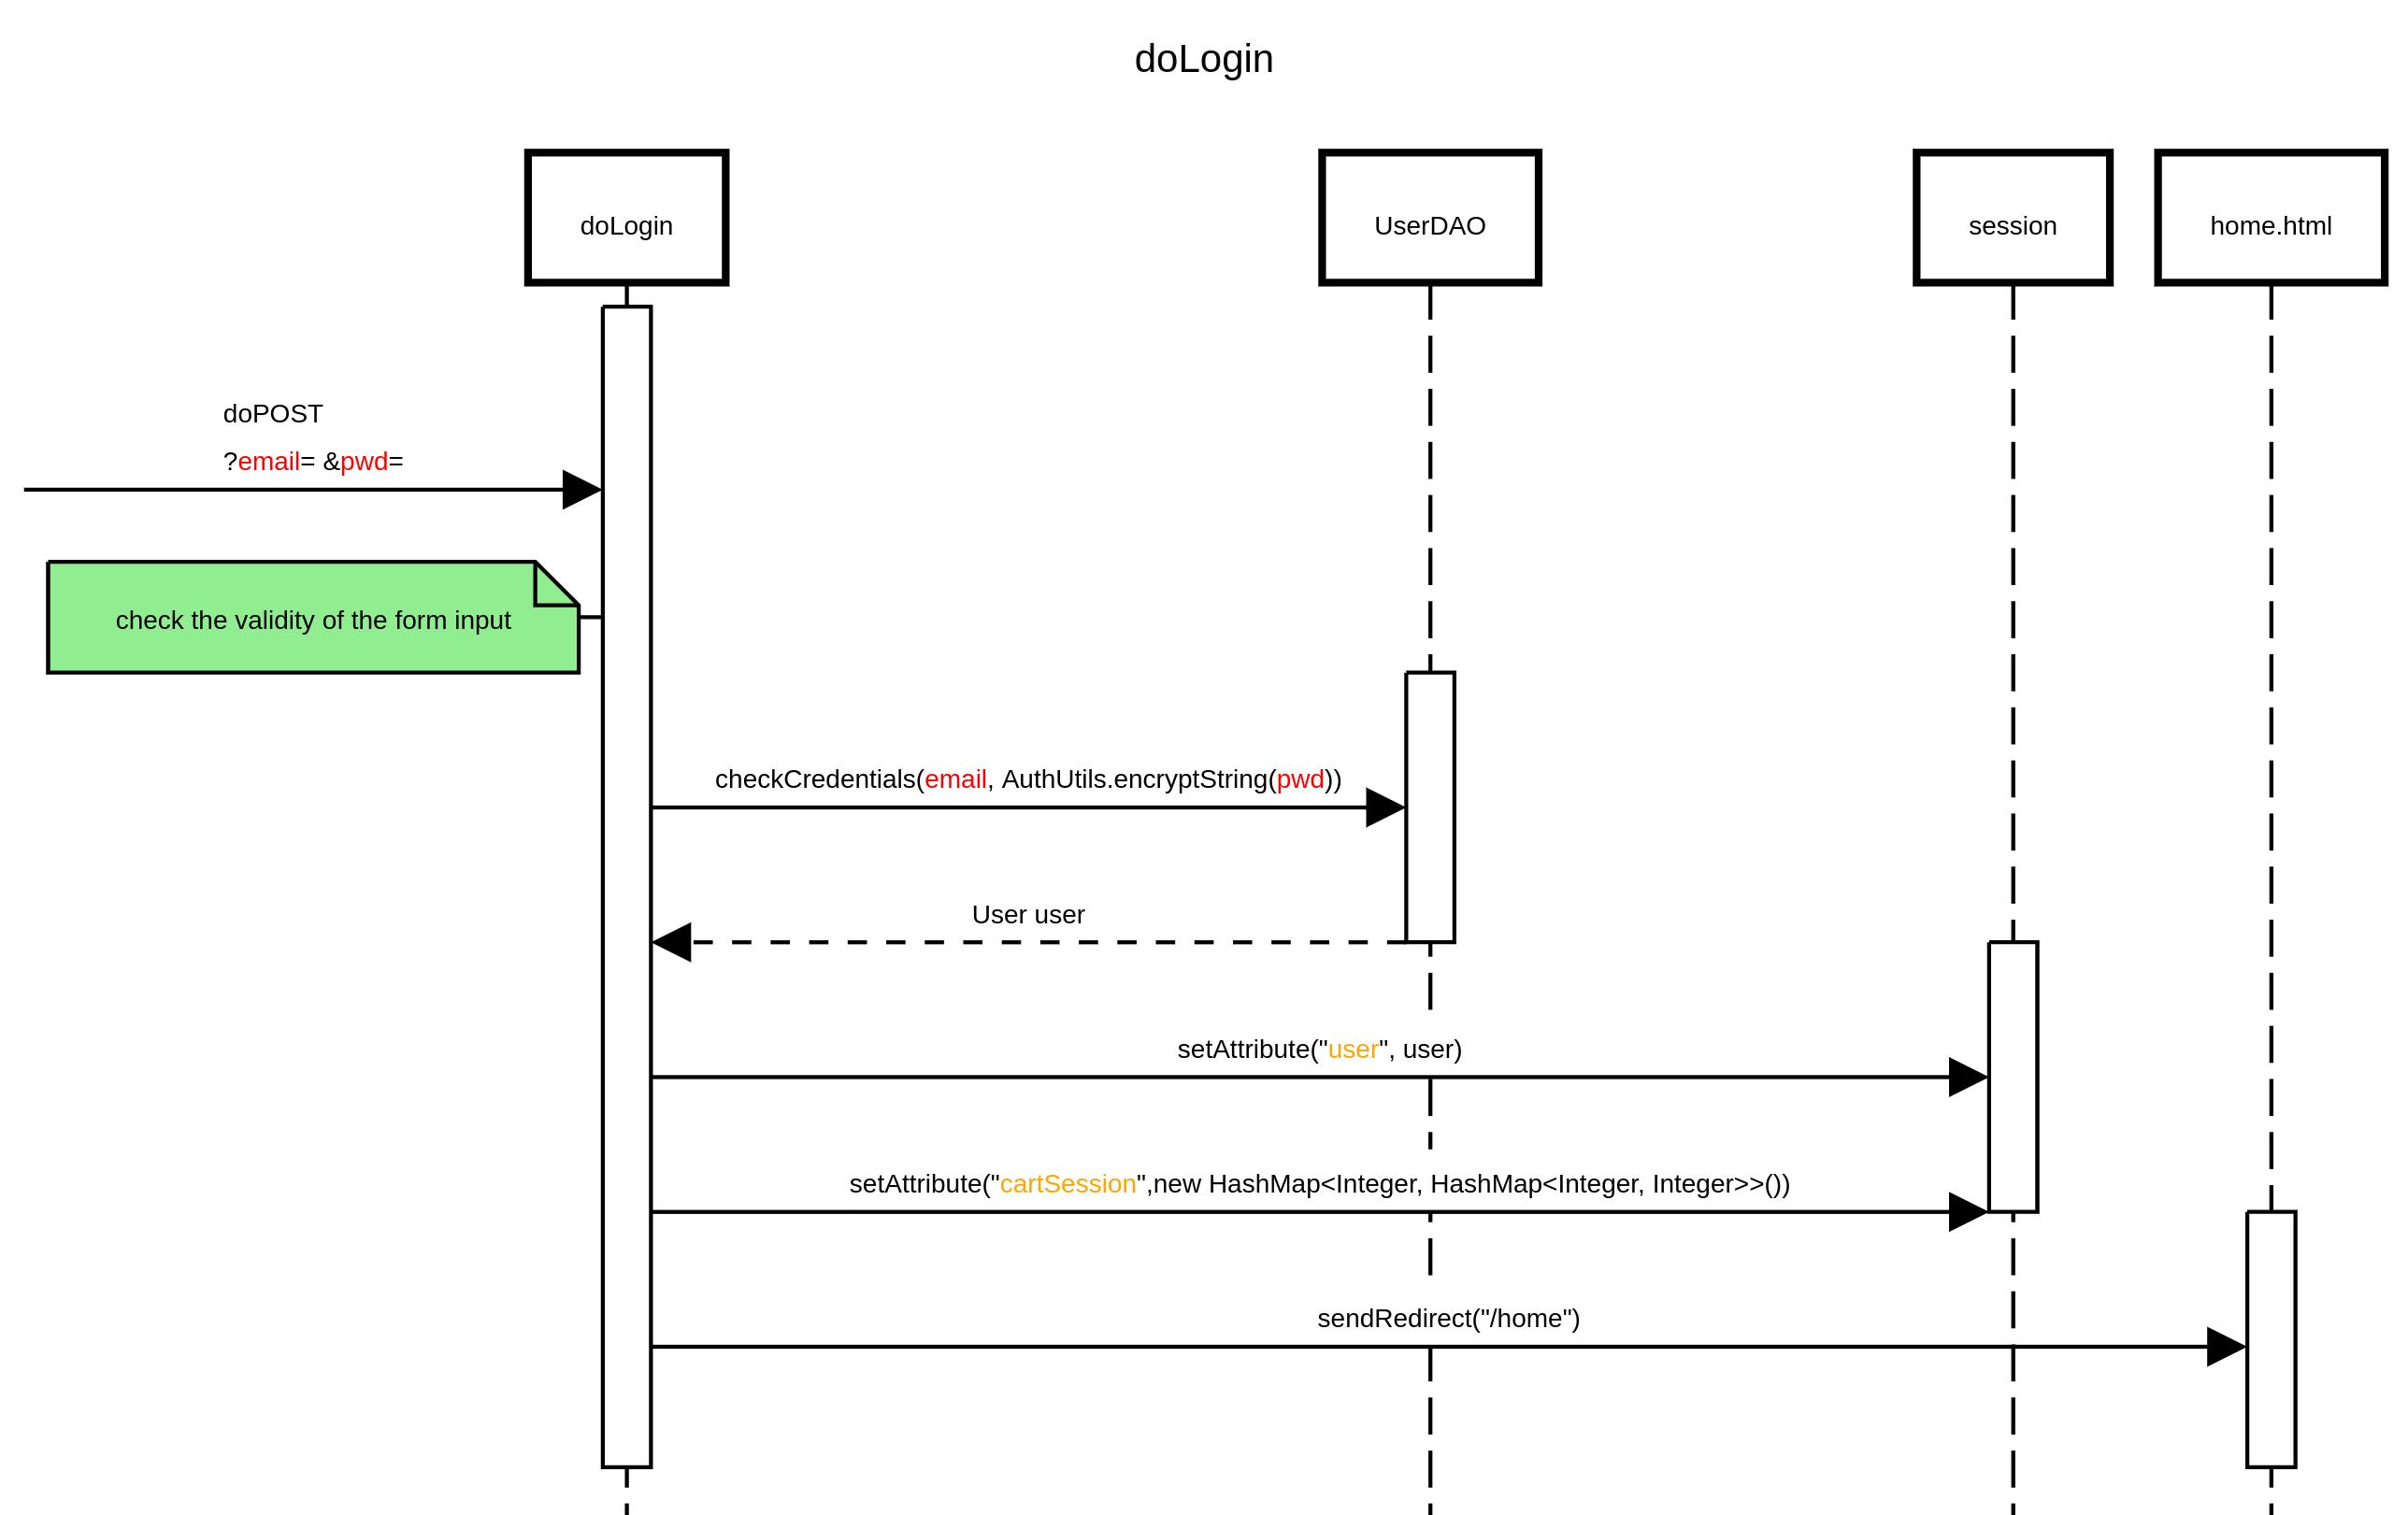 doLogin
doLogin
UserDAO
session
home.html
doPOST
?email= &pwd=
check the validity of the form input
checkCredentials(email, AuthUtils.encryptString(pwd))
User user
setAttribute("user", user)
setAttribute("cartSession",new HashMap<Integer, HashMap<Integer, Integer>>())
sendRedirect("/home")